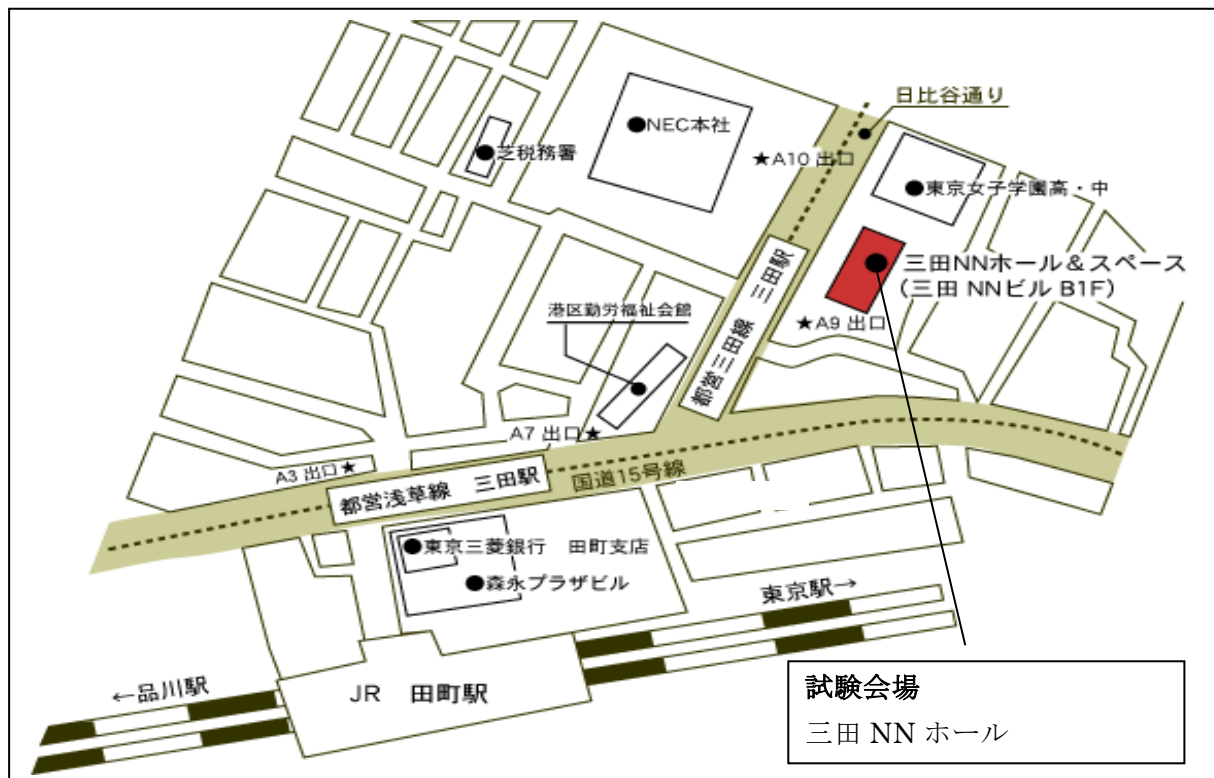 日比谷通り
●NEC本社
●芝税務署
★A10 出口
●東京女子学園高・中
三田NNホール＆スペース
（三田 NNビル B1F）
★A9 出口
都営三田線 三田駅
港区勤労福祉会館
A7 出口★
A3 出口★
都営浅草線 三田駅
国道15号線
●東京三菱銀行 田町支店
●森永プラザビル
東京駅→
←品川駅
JR 田町駅
試験会場
三田 NN ホール